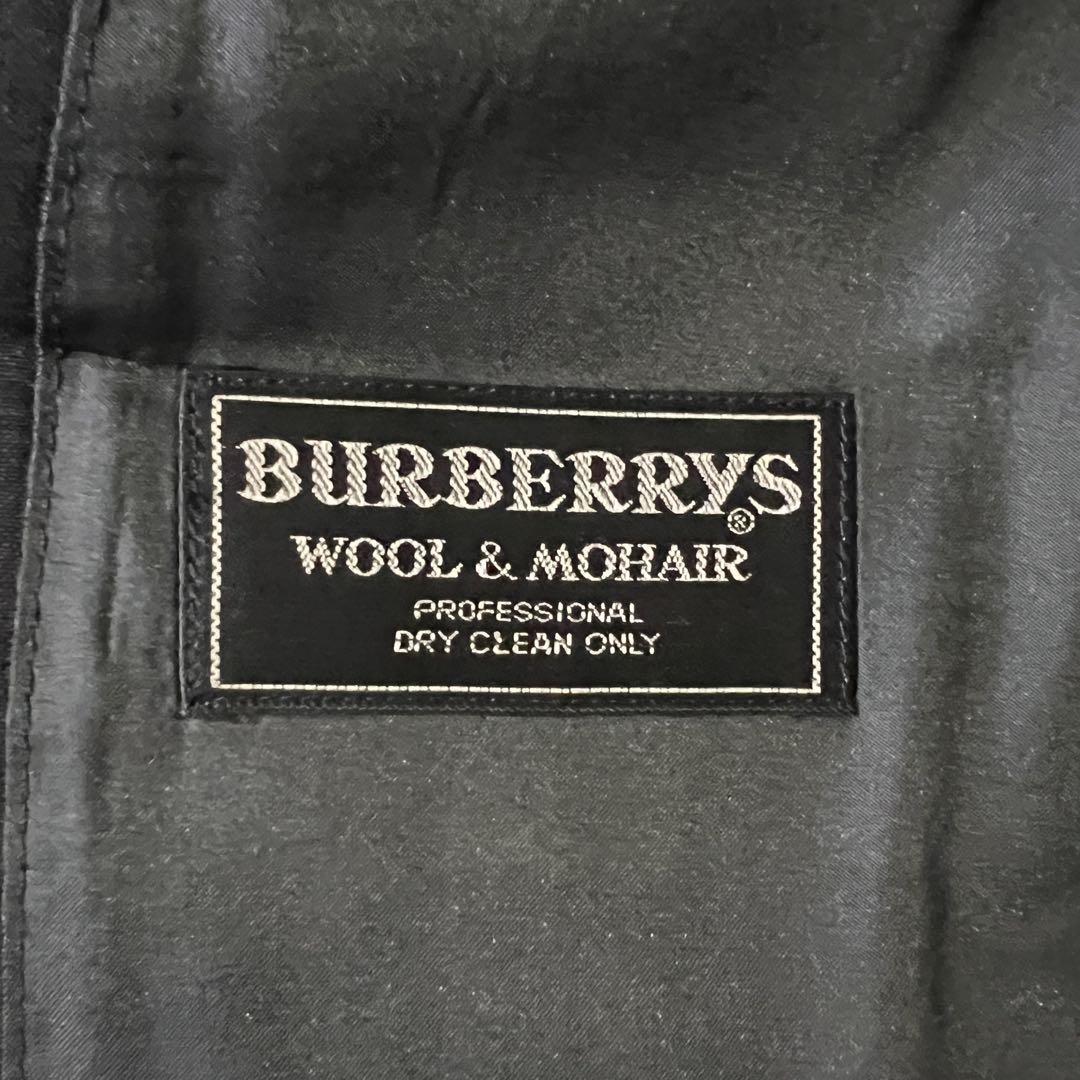 BURBERRYS®
WOOL & MOHAIR
PROFESSIONAL
DRY CLEAN ONLY